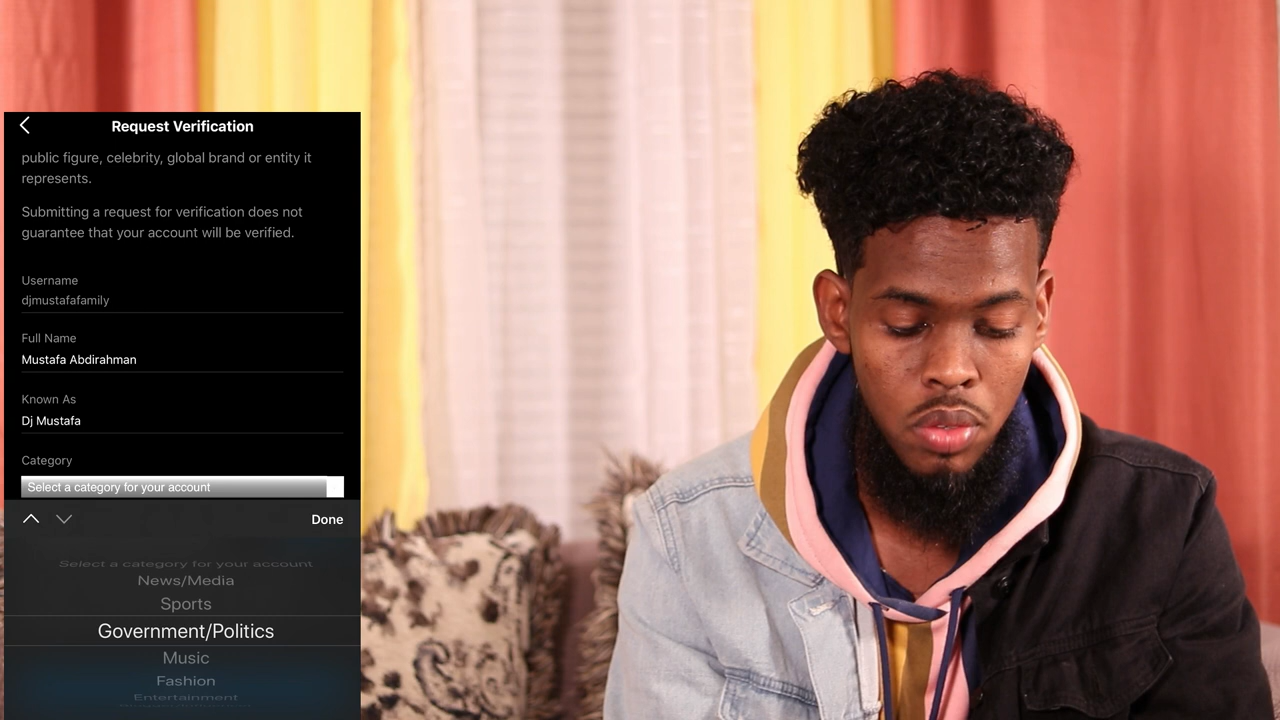 Request Verification
public figure, celebrity, global brand or entity it
represents.
Submitting a request for verification does not
guarantee that your account will be verified.
Username
djmustafafamily
Full Name
Mustafa Abdirahman
Known As
Dj Mustafa
Category
Select a category for your account
Done
Select a category for your account
News/Media
Sports
Government/Politics
Music
Fashion
Entertainment